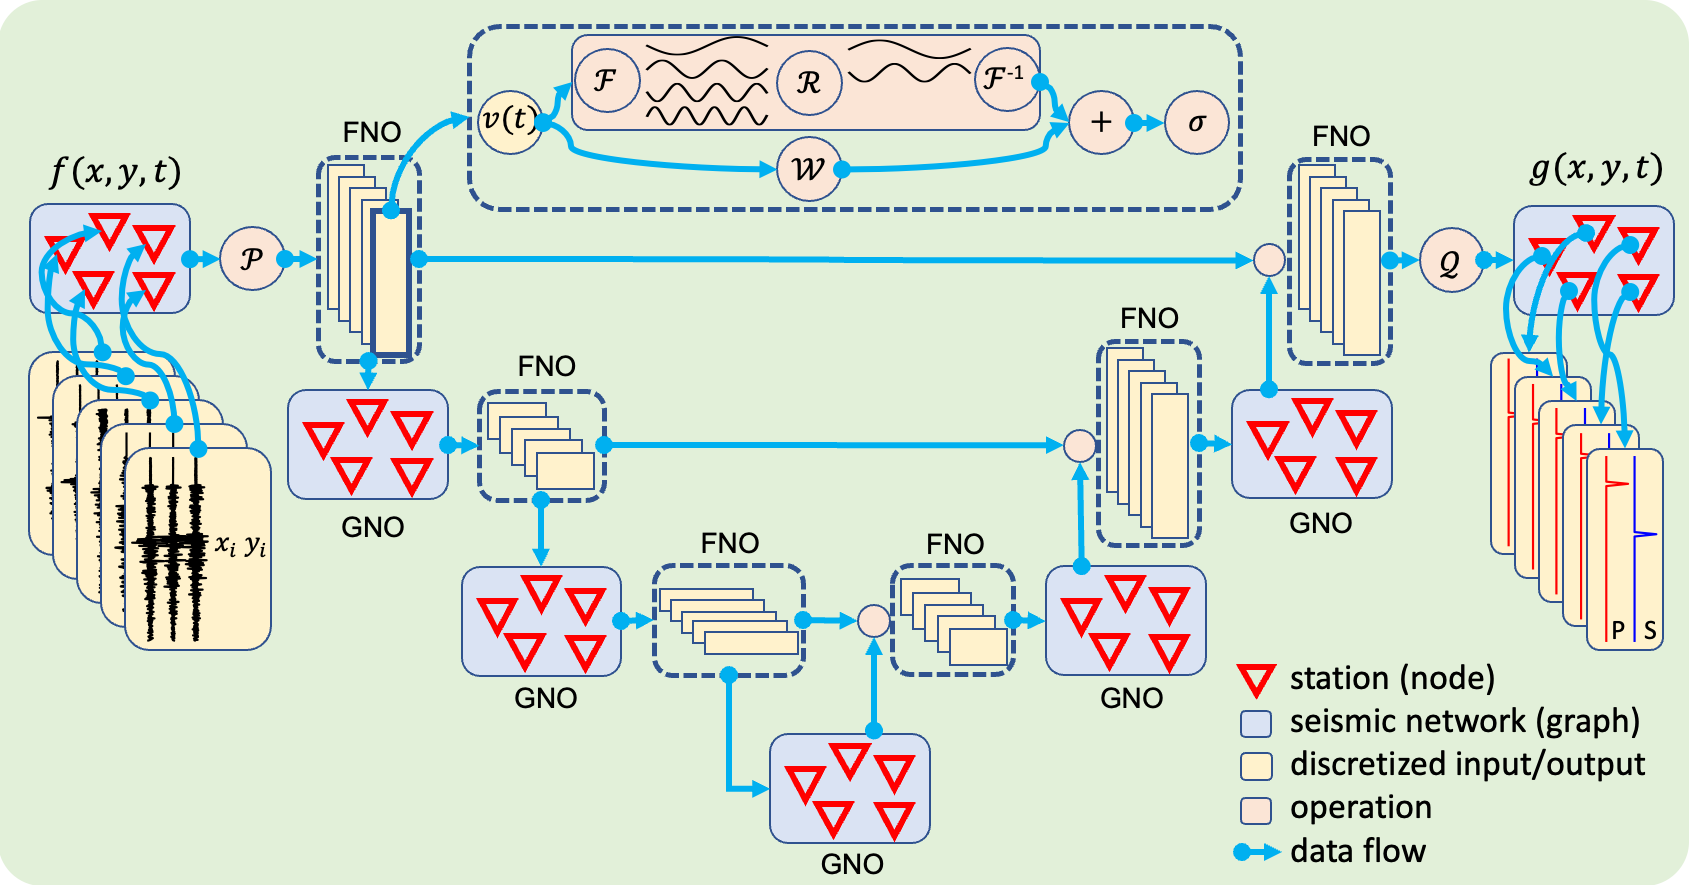 FNO
ℱ
ℛ
ℱ⁻¹
v(t)
+
σ
𝒲
f(x, y, t)
𝒫
FNO
g(x, y, t)
𝒬
FNO
FNO
GNO
GNO
x_i y_i
FNO
FNO
P S
GNO
GNO
GNO
station (node)
seismic network (graph)
discretized input/output
operation
data flow